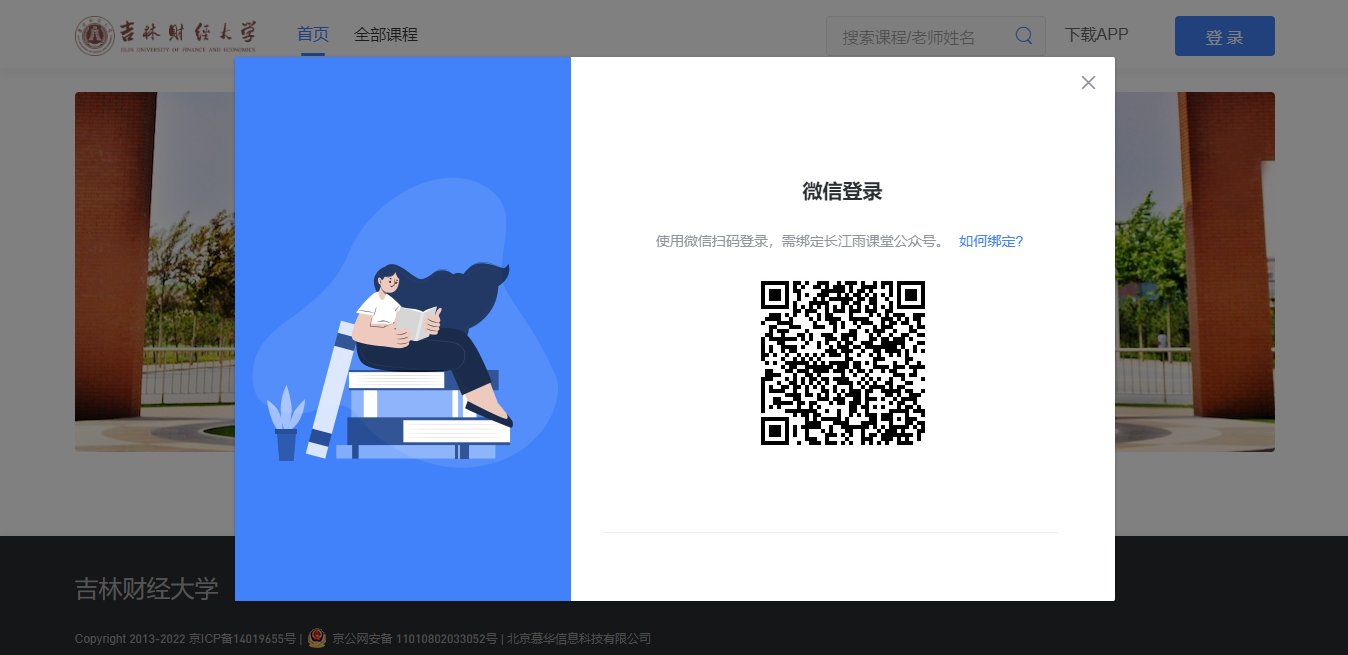 吉林财经大学
JILIN UNIVERSITY OF FINANCE AND ECONOMICS
首页 全部课程
搜索课程/老师姓名
下载APP
登 录
微信登录
使用微信扫码登录，需绑定长江雨课堂公众号。 如何绑定?
吉林财经大学
Copyright 2013-2022 京ICP备14019655号 | 京公网安备 11010802033052号 | 北京慕华信息科技有限公司